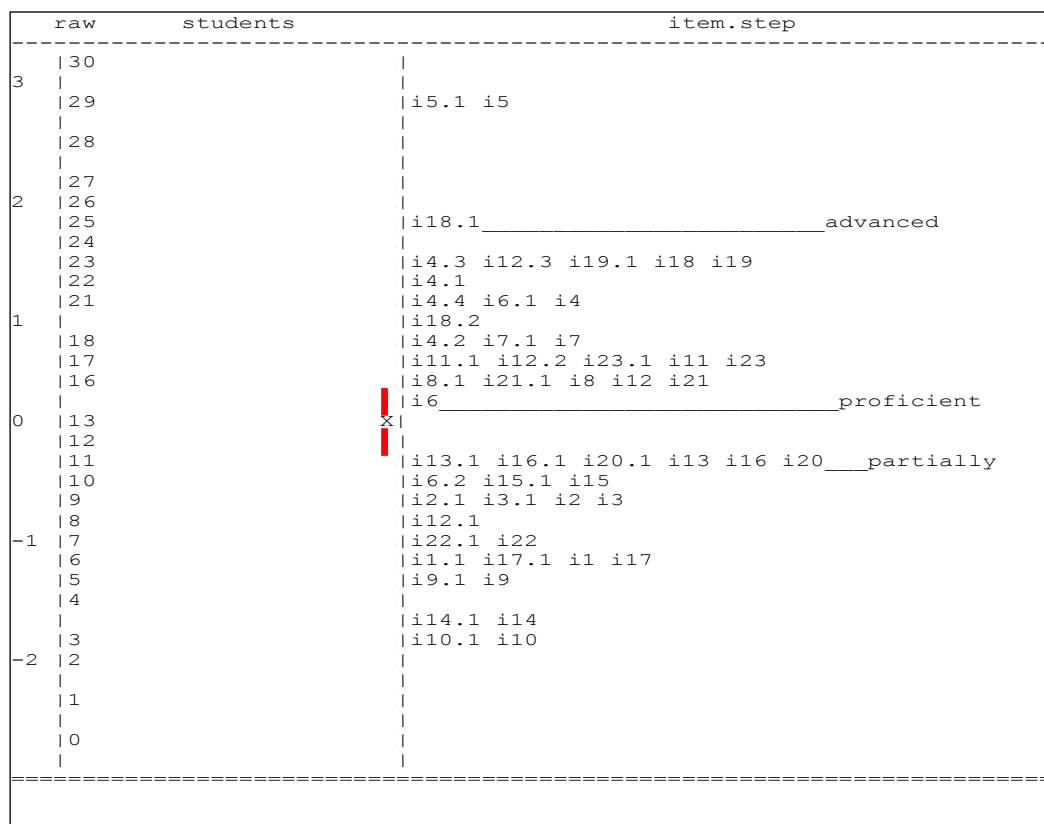 raw students item.step
--------------------------------------------------------------------------
|30 |
3 | |
|29 |i5.1 i5
| |
|28 |
| |
|27 |
2 |26 |
|25 |i18.1________________________advanced
|24 |
|23 |i4.3 i12.3 i19.1 i18 i19
|22 |i4.1
|21 |i4.4 i6.1 i4
1 | |i18.2
|18 |i4.2 i7.1 i7
|17 |i11.1 i12.2 i23.1 i11 i23
|16 |i8.1 i21.1 i8 i12 i21
| |i6____________________________proficient
0 |13 x|
|12 |
|11 |i13.1 i16.1 i20.1 i13 i16 i20___partially
|10 |i6.2 i15.1 i15
|9 |i2.1 i3.1 i2 i3
|8 |i12.1
-1 |7 |i22.1 i22
|6 |i1.1 i17.1 i1 i17
|5 |i9.1 i9
|4 |
| |i14.1 i14
|3 |i10.1 i10
-2 |2 |
| |
|1 |
| |
|0 |
| |
==========================================================================